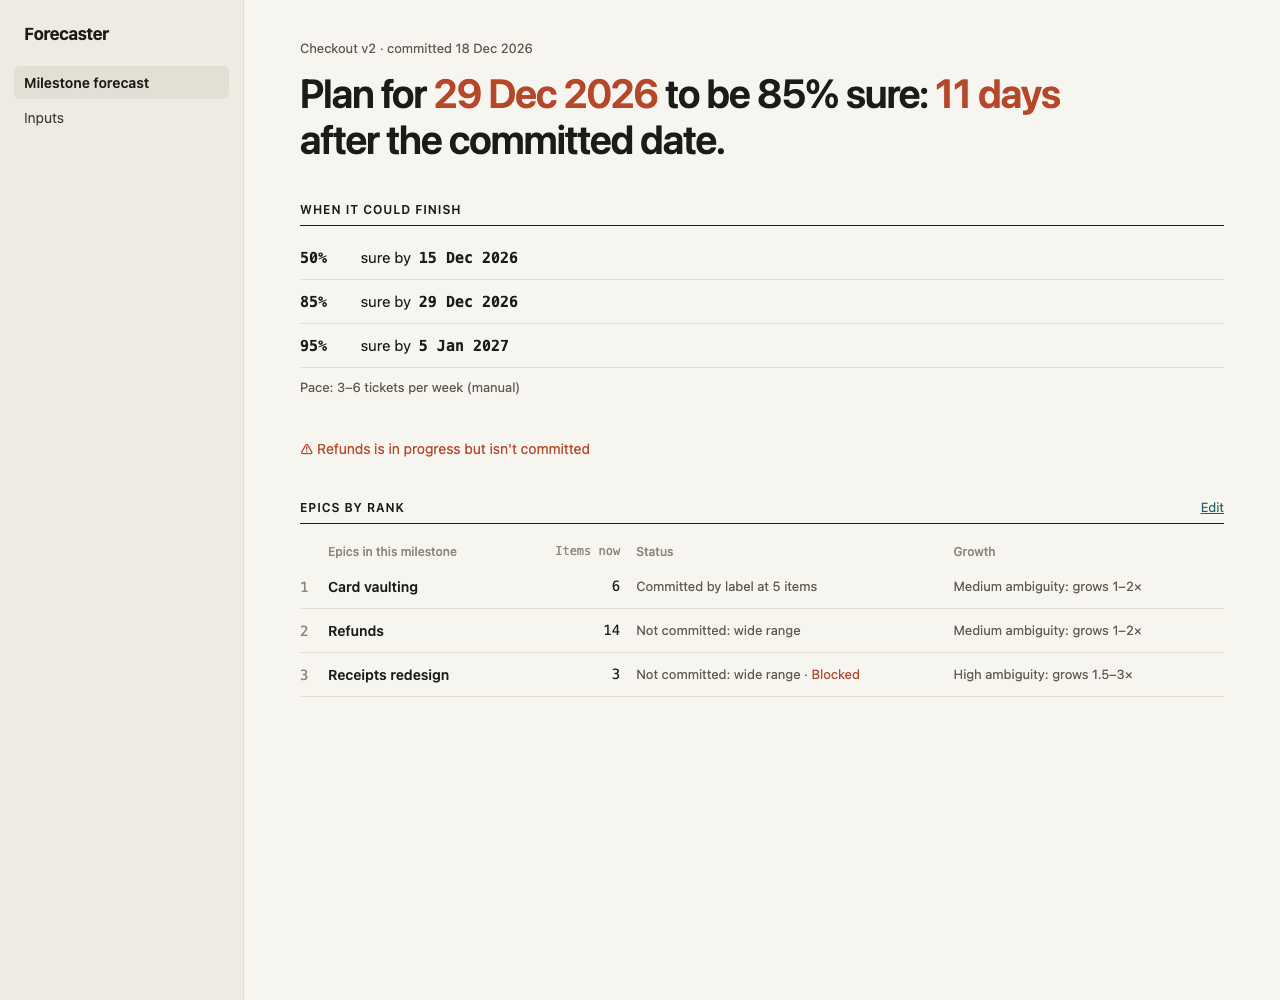 Forecaster
Milestone forecast
Inputs
Checkout v2 · committed 18 Dec 2026
Plan for 29 Dec 2026 to be 85% sure: 11 days
after the committed date.
WHEN IT COULD FINISH
50% sure by 15 Dec 2026
85% sure by 29 Dec 2026
95% sure by 5 Jan 2027
Pace: 3–6 tickets per week (manual)
⚠ Refunds is in progress but isn't committed
EPICS BY RANK Edit
Epics in this milestone Items now Status Growth
1 Card vaulting 6 Committed by label at 5 items Medium ambiguity: grows 1–2×
2 Refunds 14 Not committed: wide range Medium ambiguity: grows 1–2×
3 Receipts redesign 3 Not committed: wide range · Blocked High ambiguity: grows 1.5–3×